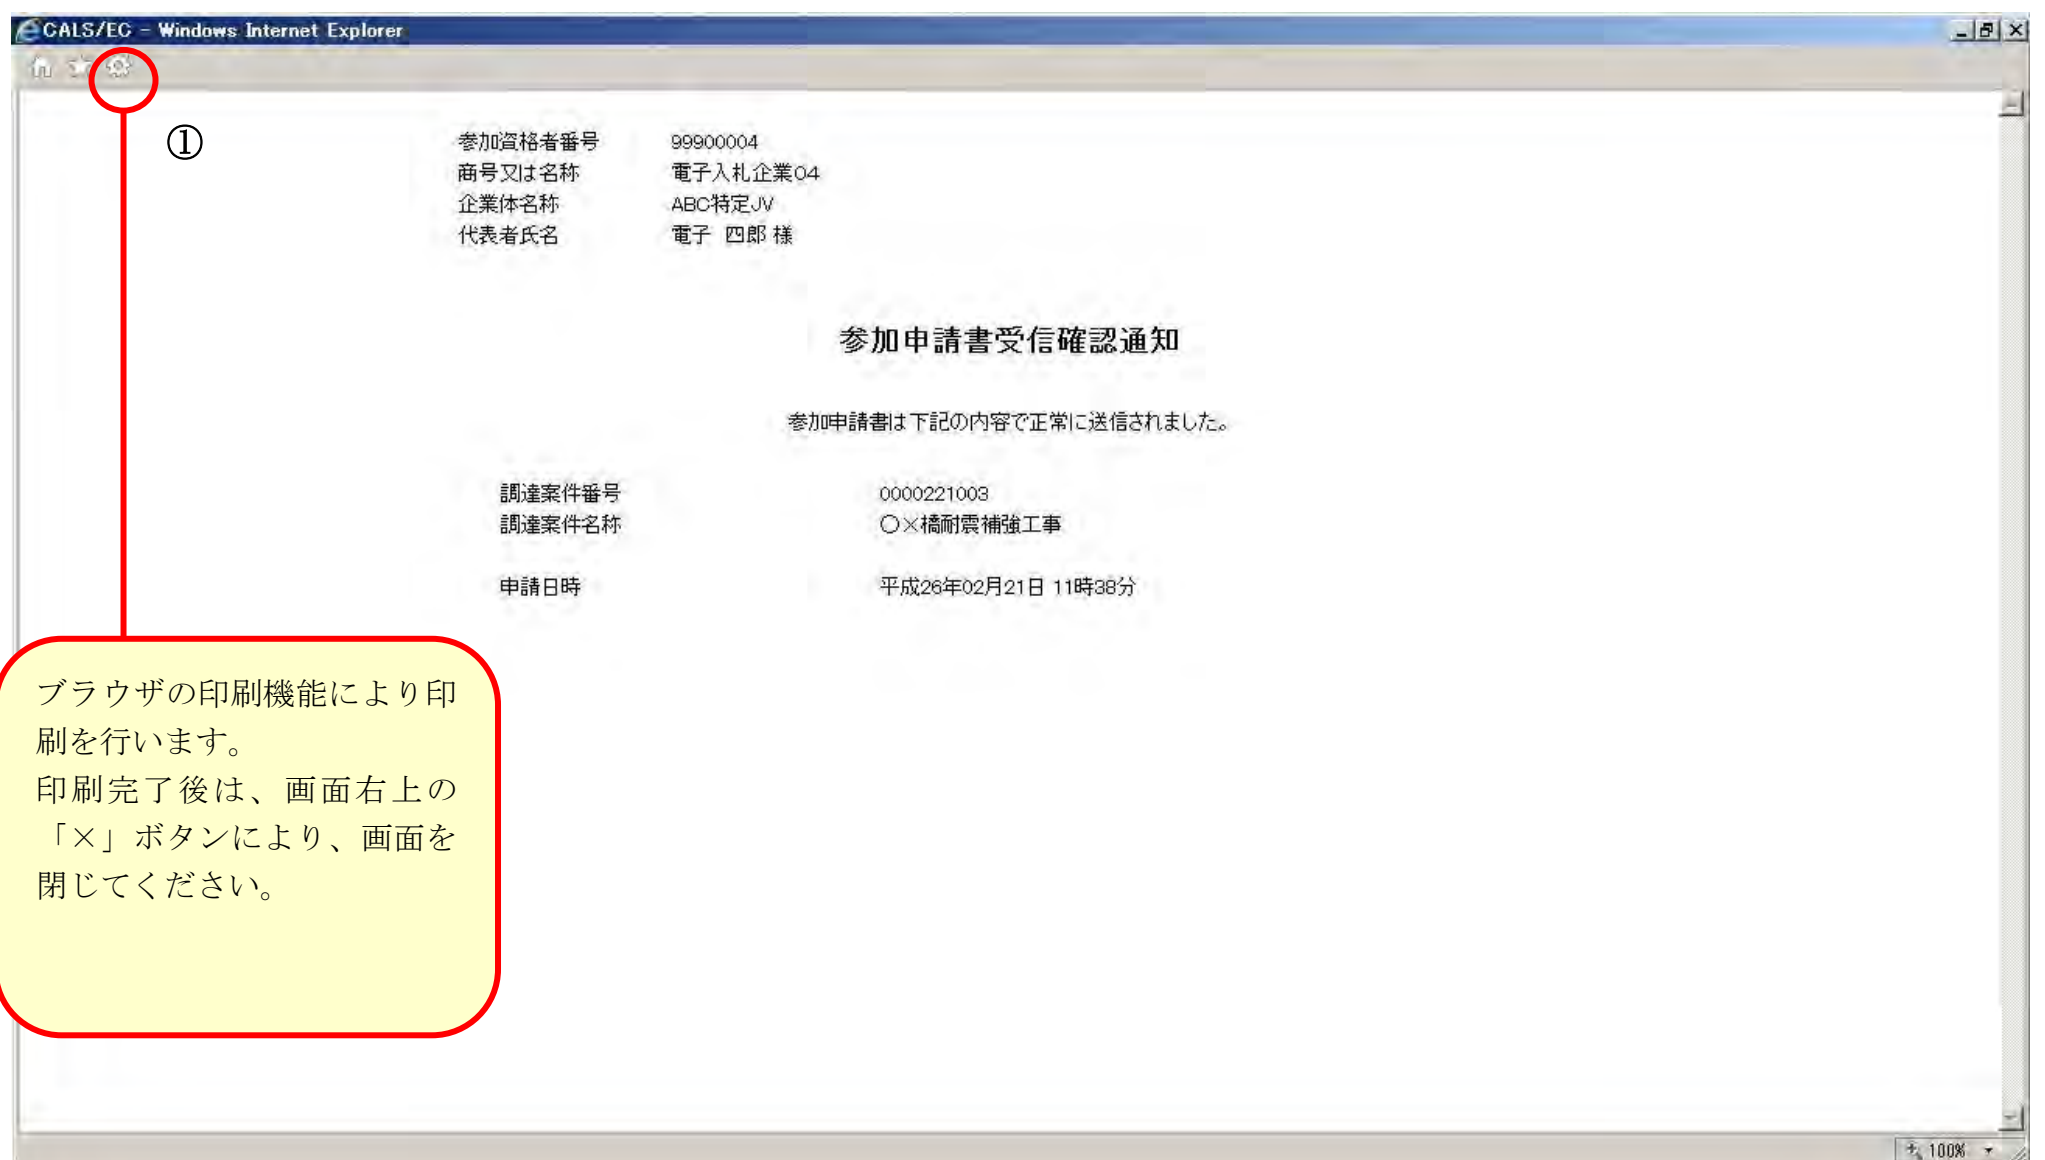 CALS/EC - Windows Internet Explorer
①
参加資格者番号 99900004
商号又は名称 電子入札企業04
企業体名称 ABC特定JV
代表者氏名 電子 四郎 様
参加申請書受信確認通知
参加申請書は下記の内容で正常に送信されました。
調達案件番号 0000221003
調達案件名称 〇×橋耐震補強工事
申請日時 平成26年02月21日 11時38分
ブラウザの印刷機能により印
刷を行います。
印刷完了後は、画面右上の
「×」ボタンにより、画面を
閉じてください。
100%